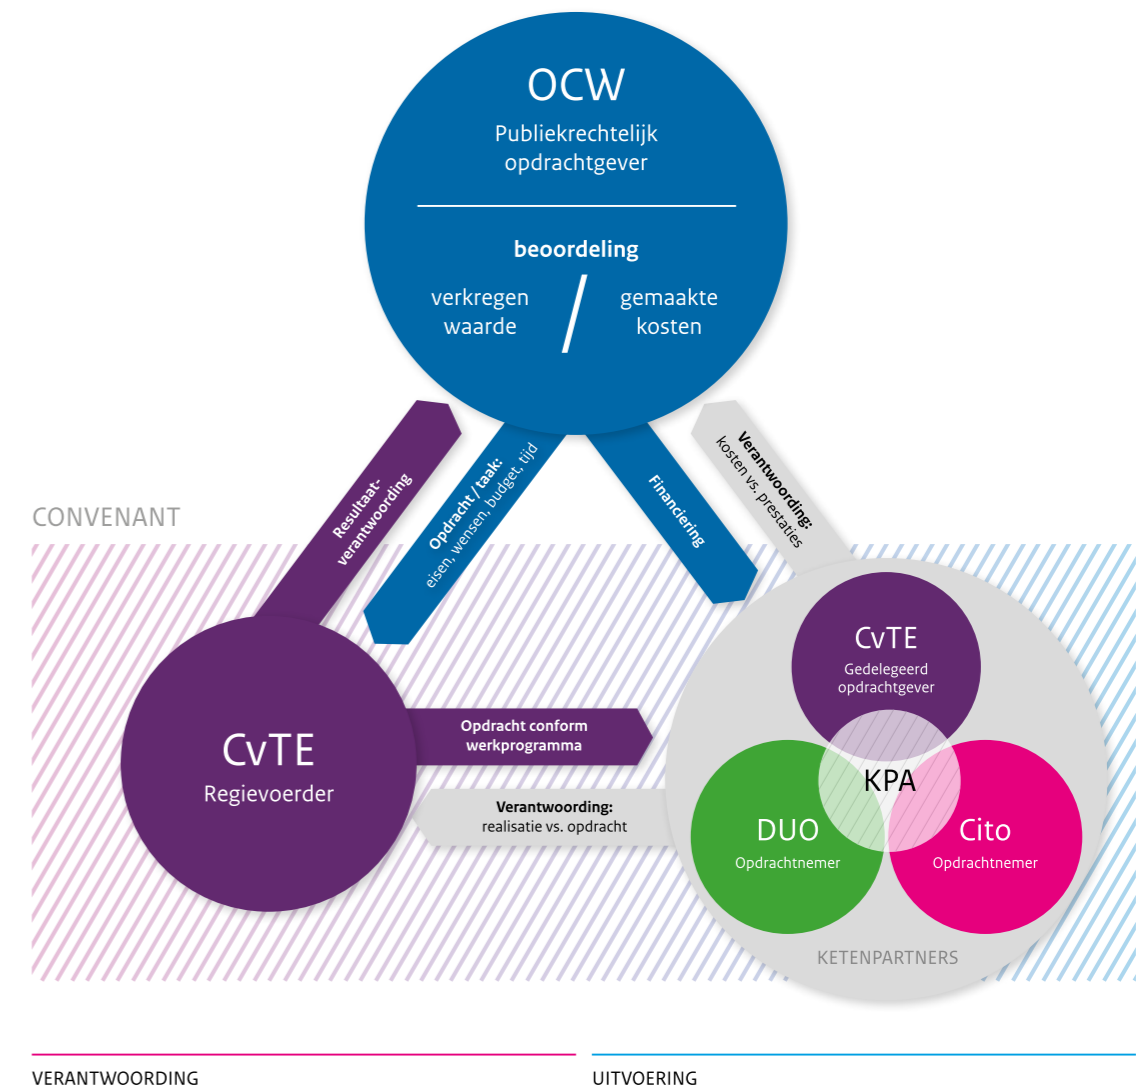 OCW
Publiekrechtelijk
opdrachtgever
beoordeling
verkregen
waarde
/
gemaakte
kosten
Resultaat-
verantwoording
Opdracht / taak:
eisen, wensen, budget, tijd
Financiering
Verantwoording:
kosten vs. prestaties
CONVENANT
CvTE
Regievoerder
Opdracht conform
werkprogramma
Verantwoording:
realisatie vs. opdracht
CvTE
Gedelegeerd
opdrachtgever
KPA
DUO
Opdrachtnemer
Cito
Opdrachtnemer
KETENPARTNERS
VERANTWOORDING
UITVOERING